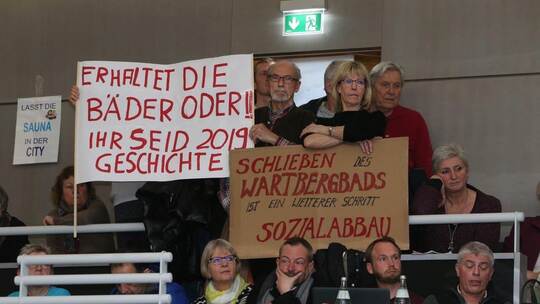 ERHALTET DIE
BÄDER ODER!!
IHR SEID 2019
GESCHICHTE
LASST DIE
SAUNA
IN DER
CITY
SCHLIESSEN DES
WARTBERGBADS
IST EIN WEITERER SCHRITT
SOZIALABBAU